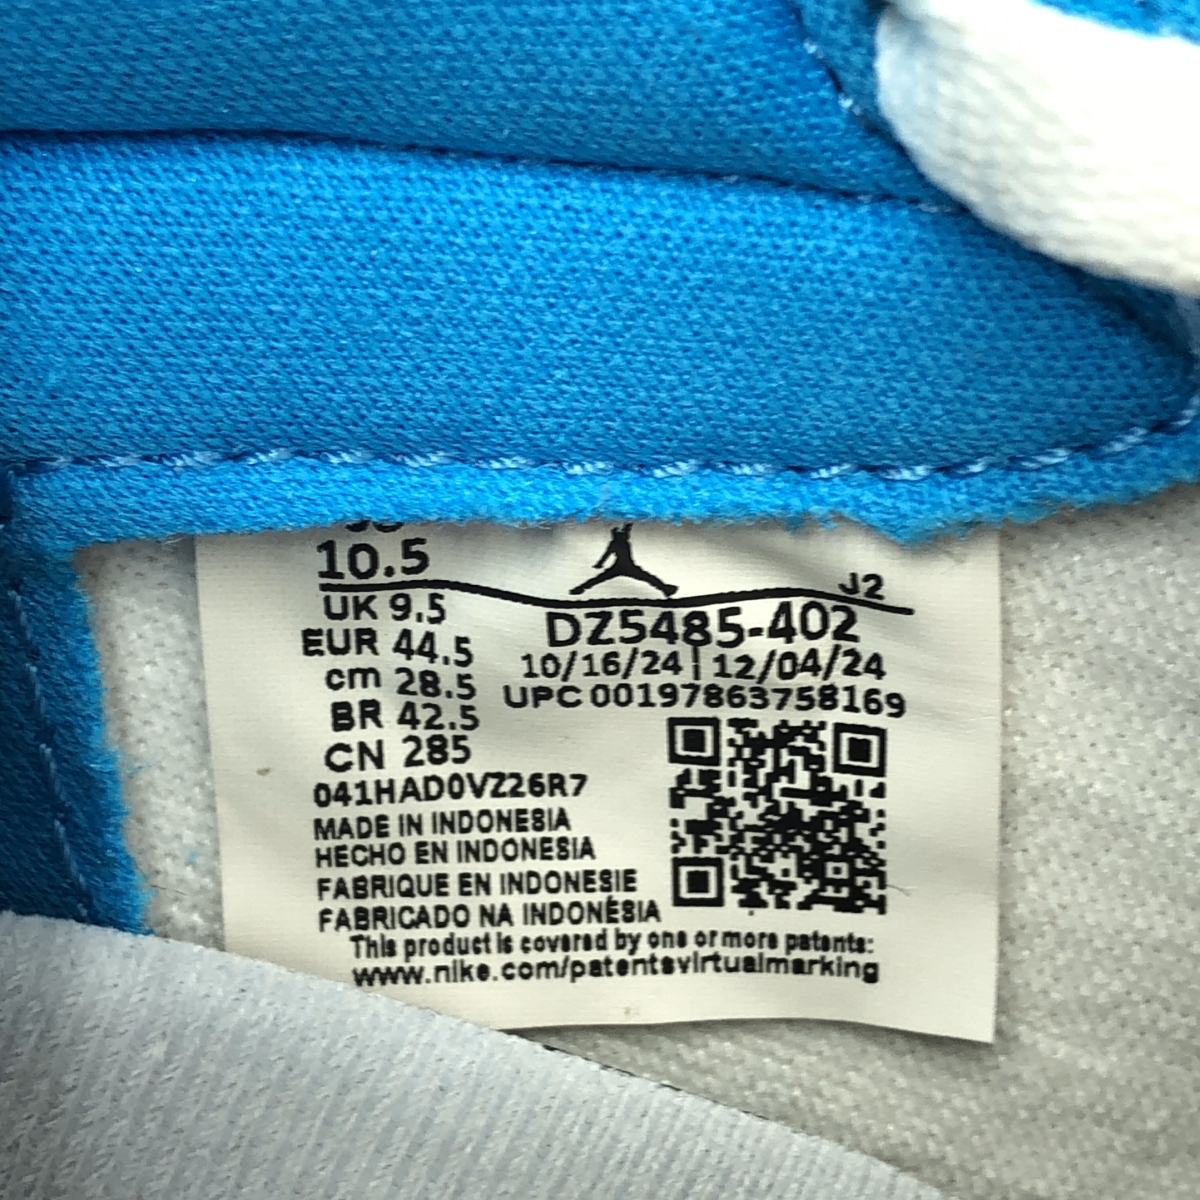 10.5
J2
UK 9.5
EUR 44.5
cm 28.5
BR 42.5
CN 285
DZ5485-402
10/16/24 | 12/04/24
UPC 00197863758169
041HAD0VZ26R7
MADE IN INDONESIA
HECHO EN INDONESIA
FABRIQUE EN INDONESIE
FABRICADO NA INDONÉSIA
This product is covered by one or more patents:
www.nike.com/patentsvirtualmarking